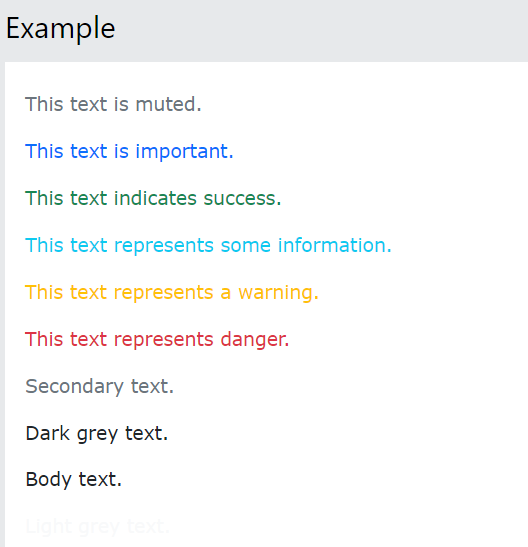 Example
This text is muted.
This text is important.
This text indicates success.
This text represents some information.
This text represents a warning.
This text represents danger.
Secondary text.
Dark grey text.
Body text.
Light grey text.